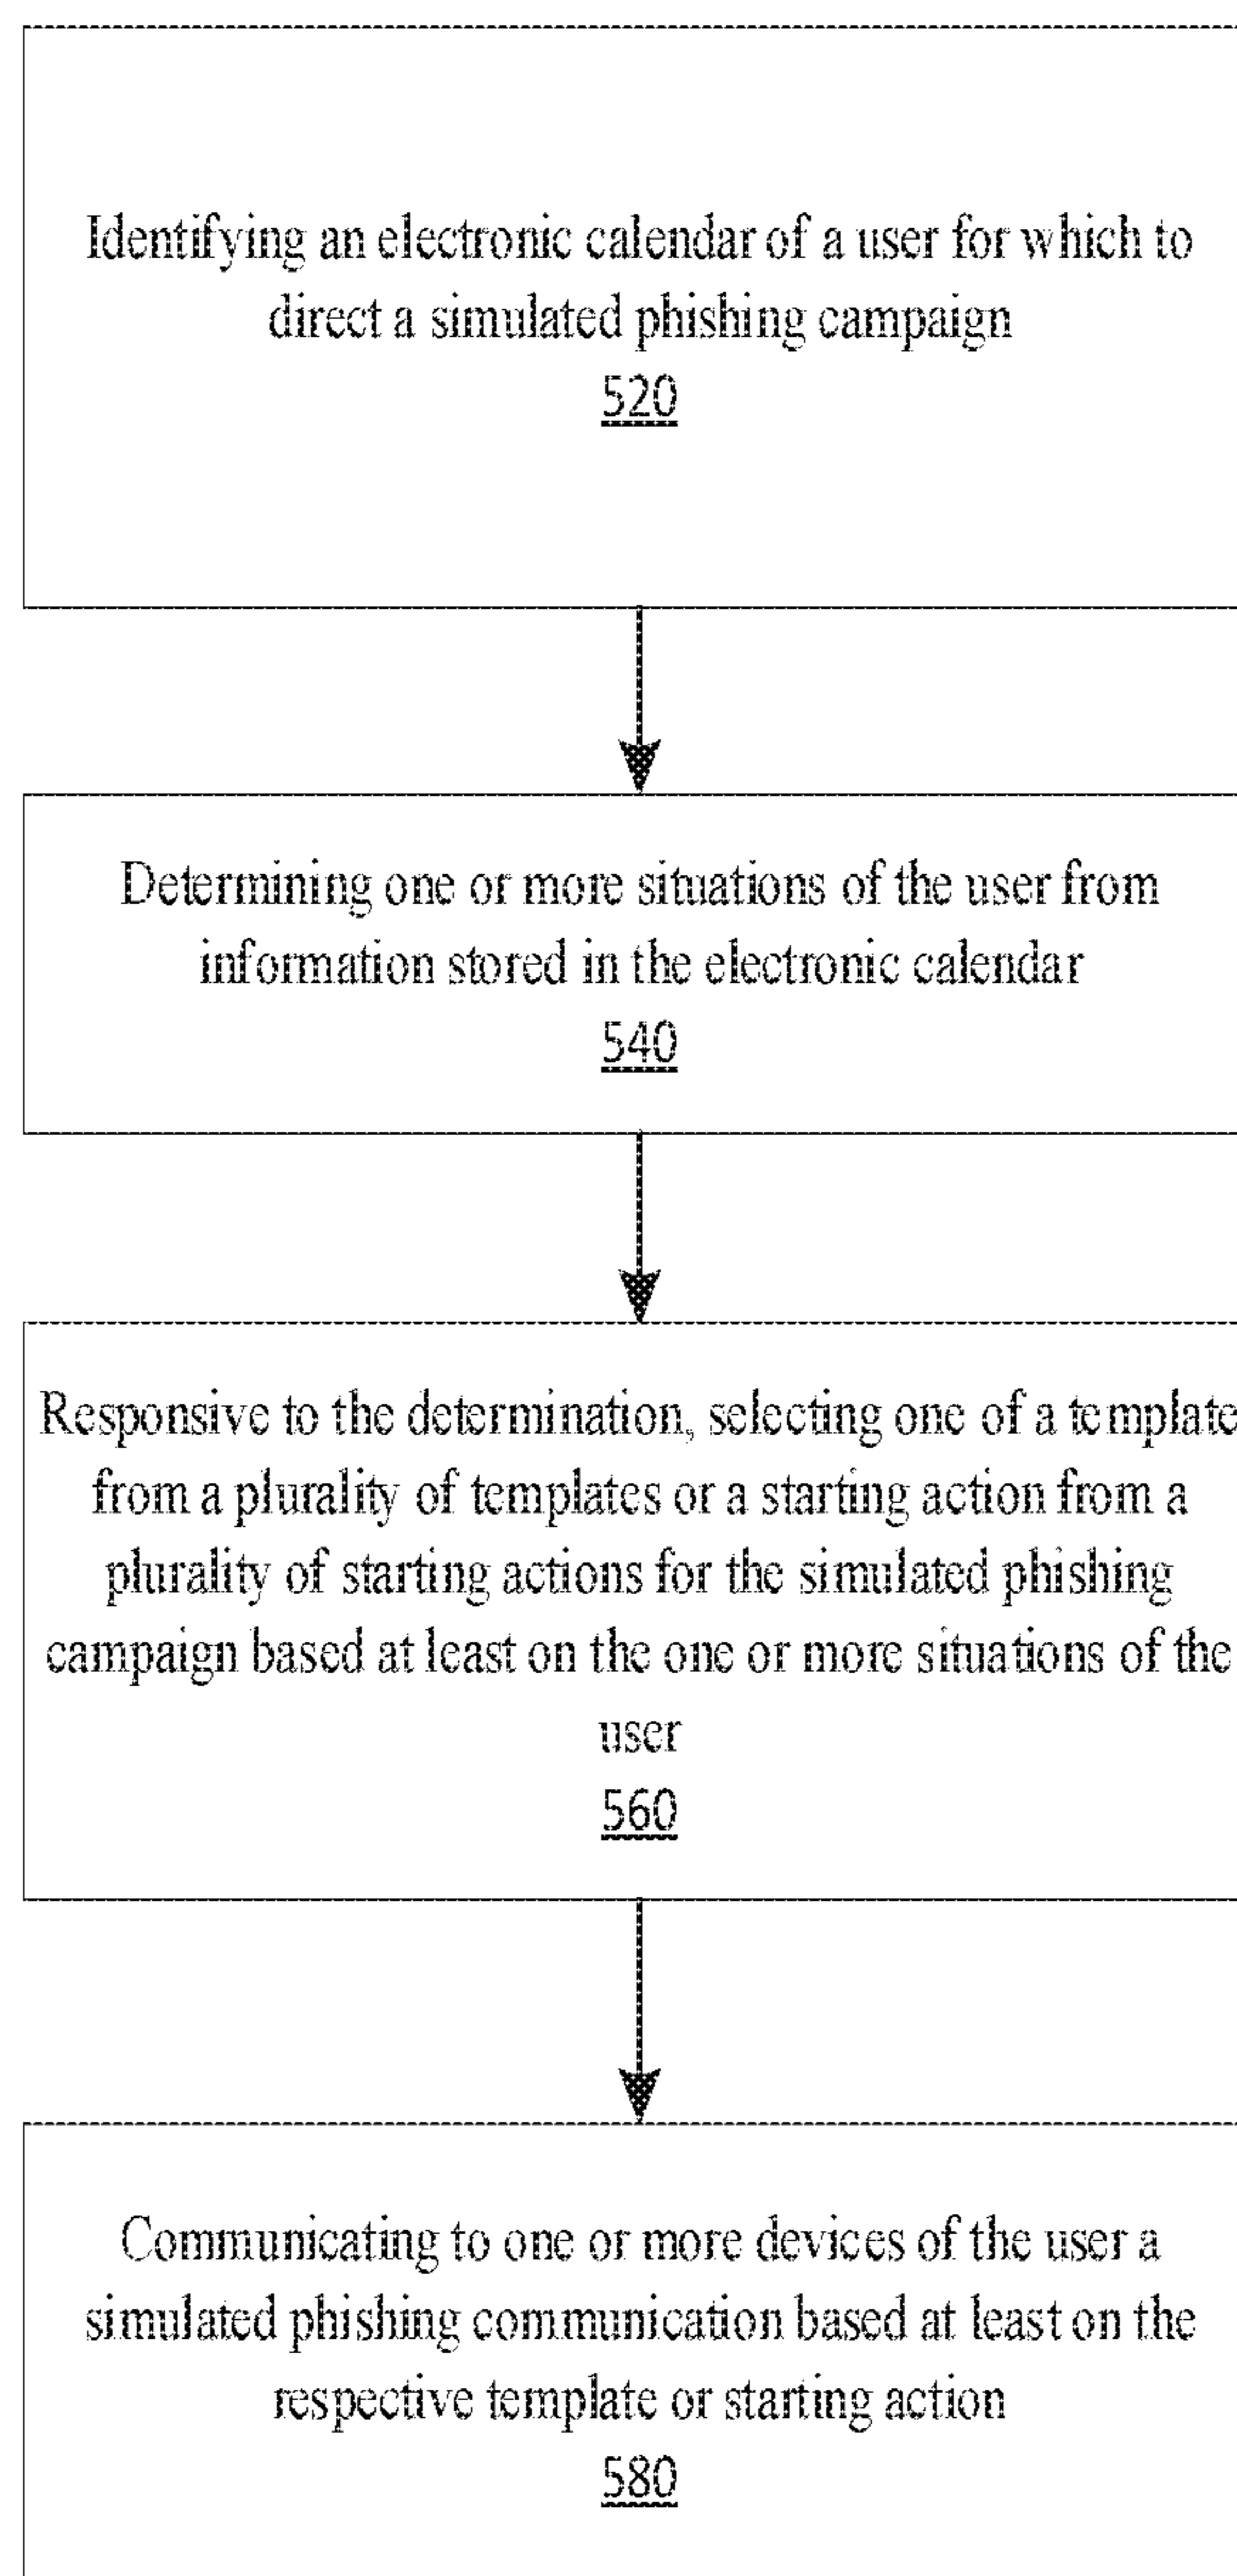 Identifying an electronic calendar of a user for which to
direct a simulated phishing campaign
520
Determining one or more situations of the user from
information stored in the electronic calendar
540
Responsive to the determination, selecting one of a template
from a plurality of templates or a starting action from a
plurality of starting actions for the simulated phishing
campaign based at least on the one or more situations of the
user
560
Communicating to one or more devices of the user a
simulated phishing communication based at least on the
respective template or starting action
580